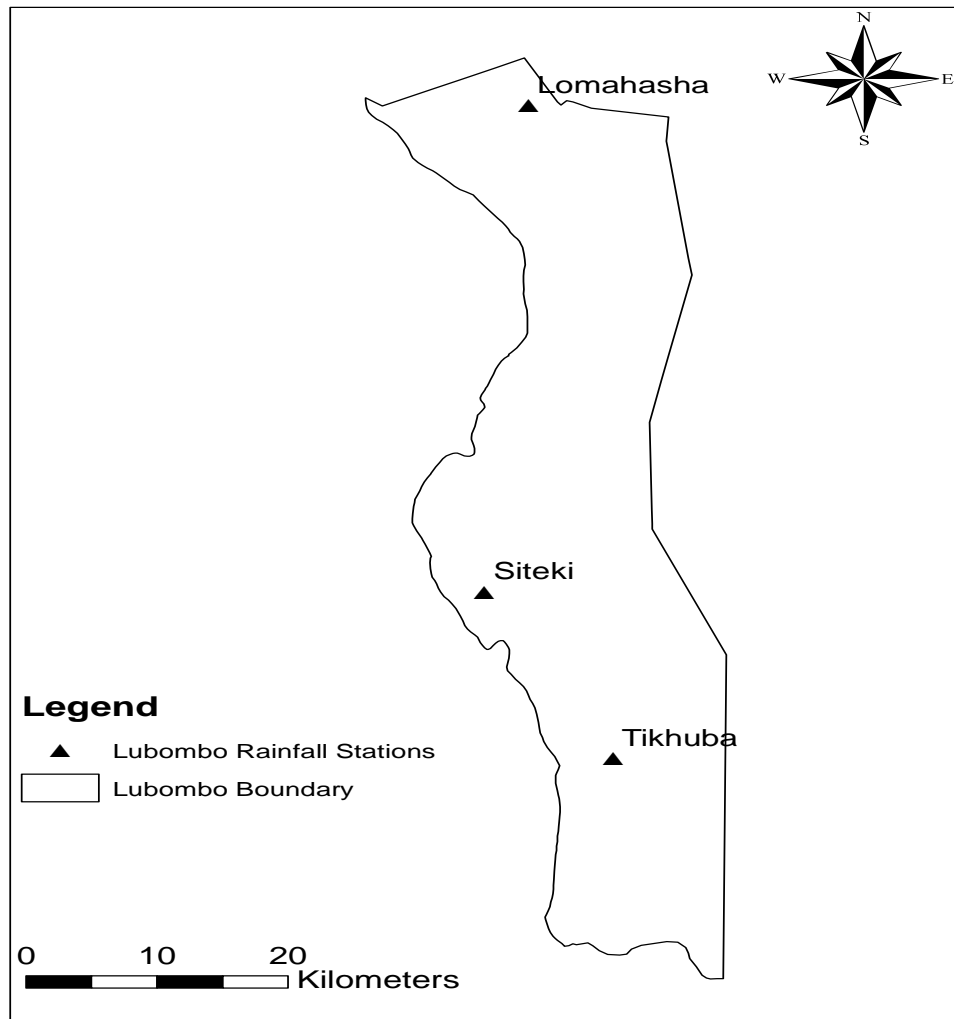 N
W E
S
Lomahasha
Siteki
Tikhuba
Legend
Lubombo Rainfall Stations
Lubombo Boundary
0 10 20
Kilometers